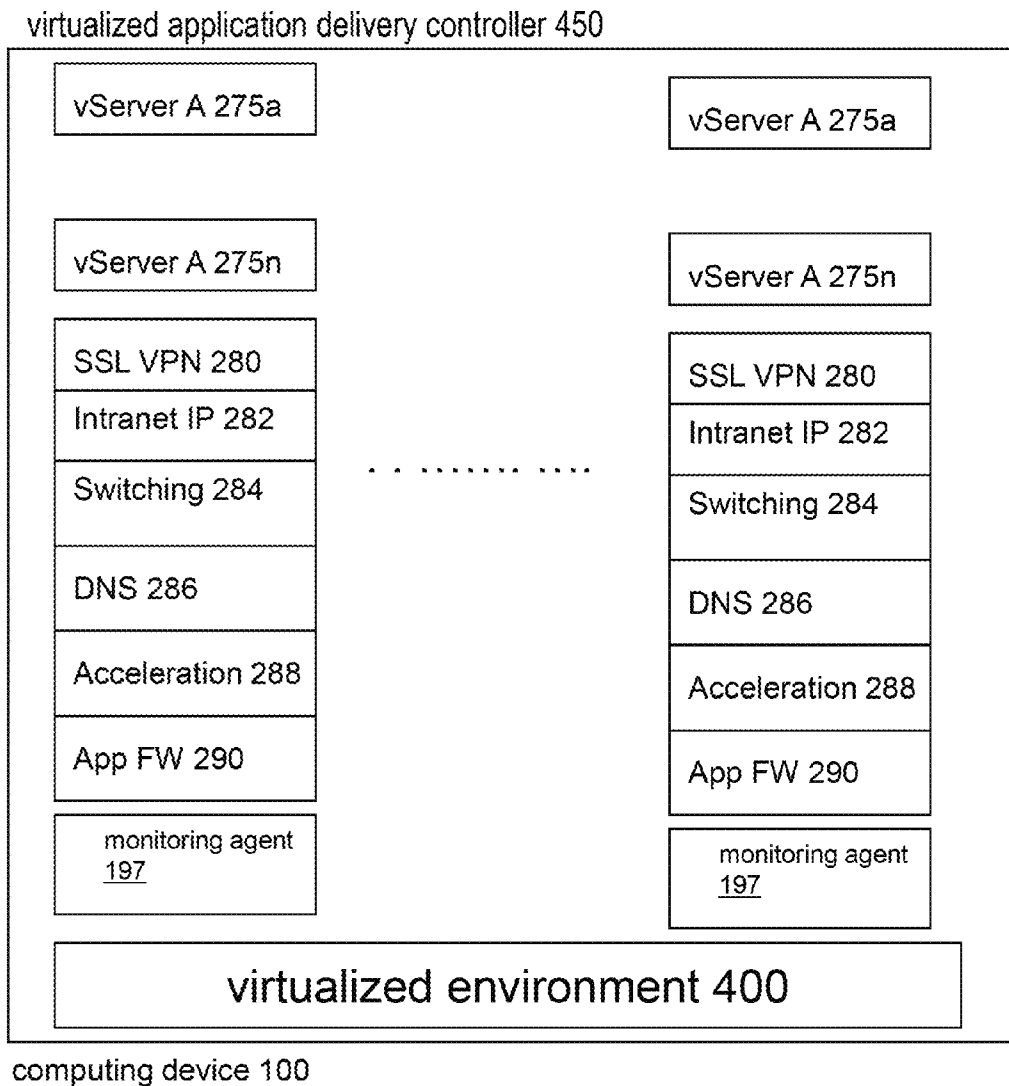 virtualized application delivery controller 450
vServer A 275a
vServer A 275n
SSL VPN 280
Intranet IP 282
Switching 284
DNS 286
Acceleration 288
App FW 290
monitoring agent
197
. . ....... ....
vServer A 275a
vServer A 275n
SSL VPN 280
Intranet IP 282
Switching 284
DNS 286
Acceleration 288
App FW 290
monitoring agent
197
virtualized environment 400
computing device 100